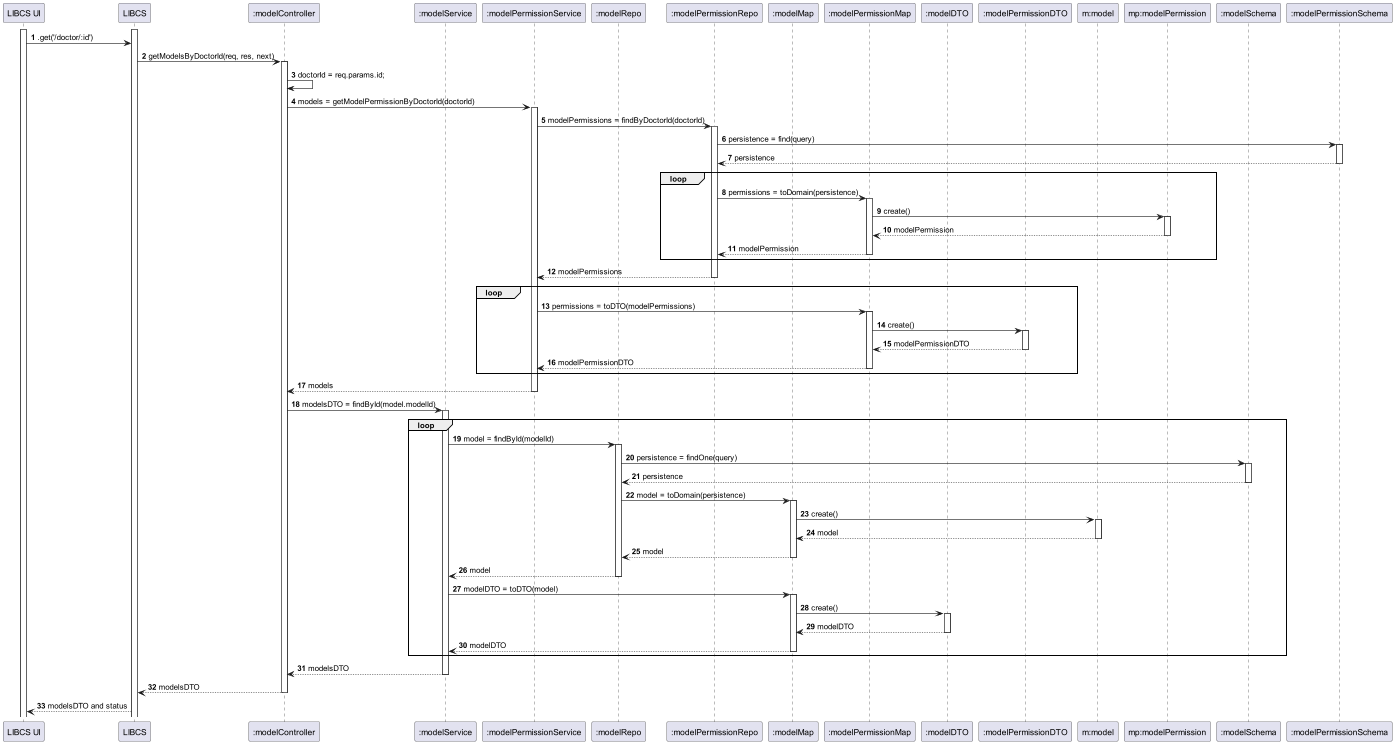 LIBCS UI
LIBCS
:modelController
:modelService
:modelPermissionService
:modelRepo
:modelPermissionRepo
:modelMap
:modelPermissionMap
:modelDTO
:modelPermissionDTO
m:model
mp:modelPermission
:modelSchema
:modelPermissionSchema
1 .get('/doctor/:id')
2 getModelsByDoctorId(req, res, next)
3 doctorId = req.params.id;
4 models = getModelPermissionByDoctorId(doctorId)
5 modelPermissions = findByDoctorId(doctorId)
6 persistence = find(query)
7 persistence
loop
8 permissions = toDomain(persistence)
9 create()
10 modelPermission
11 modelPermission
12 modelPermissions
loop
13 permissions = toDTO(modelPermissions)
14 create()
15 modelPermissionDTO
16 modelPermissionDTO
17 models
18 modelsDTO = findById(model.modelId)
loop
19 model = findById(modelId)
20 persistence = findOne(query)
21 persistence
22 model = toDomain(persistence)
23 create()
24 model
25 model
26 model
27 modelDTO = toDTO(model)
28 create()
29 modelDTO
30 modelDTO
31 modelsDTO
32 modelsDTO
33 modelsDTO and status
LIBCS UI
LIBCS
:modelController
:modelService
:modelPermissionService
:modelRepo
:modelPermissionRepo
:modelMap
:modelPermissionMap
:modelDTO
:modelPermissionDTO
m:model
mp:modelPermission
:modelSchema
:modelPermissionSchema